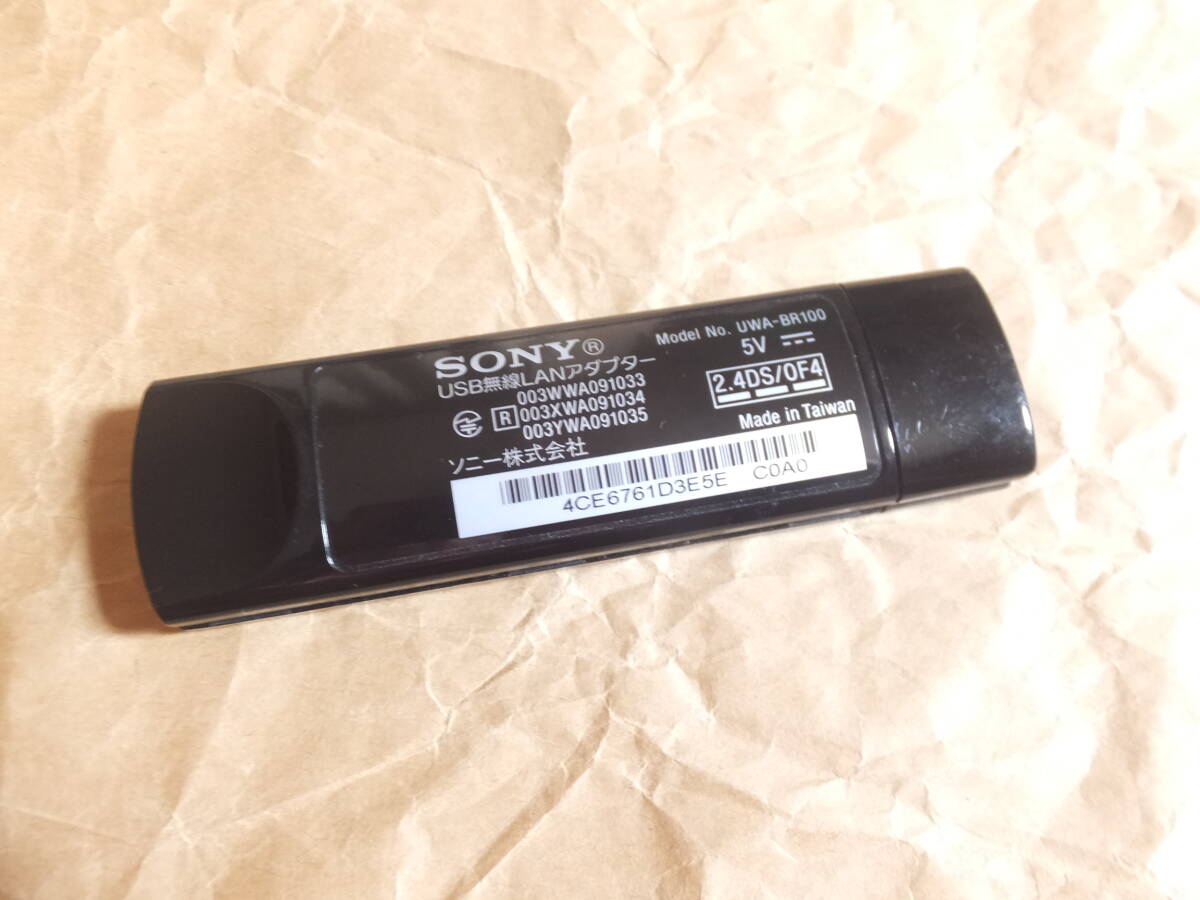 SONY®
USB無線LANアダプター
003WWA091033
R 003XWA091034
003YWA091035
ソニー株式会社
Model No. UWA-BR100
5V
2.4DS/OF4
Made in Taiwan
4CE6761D3E5E C0A0